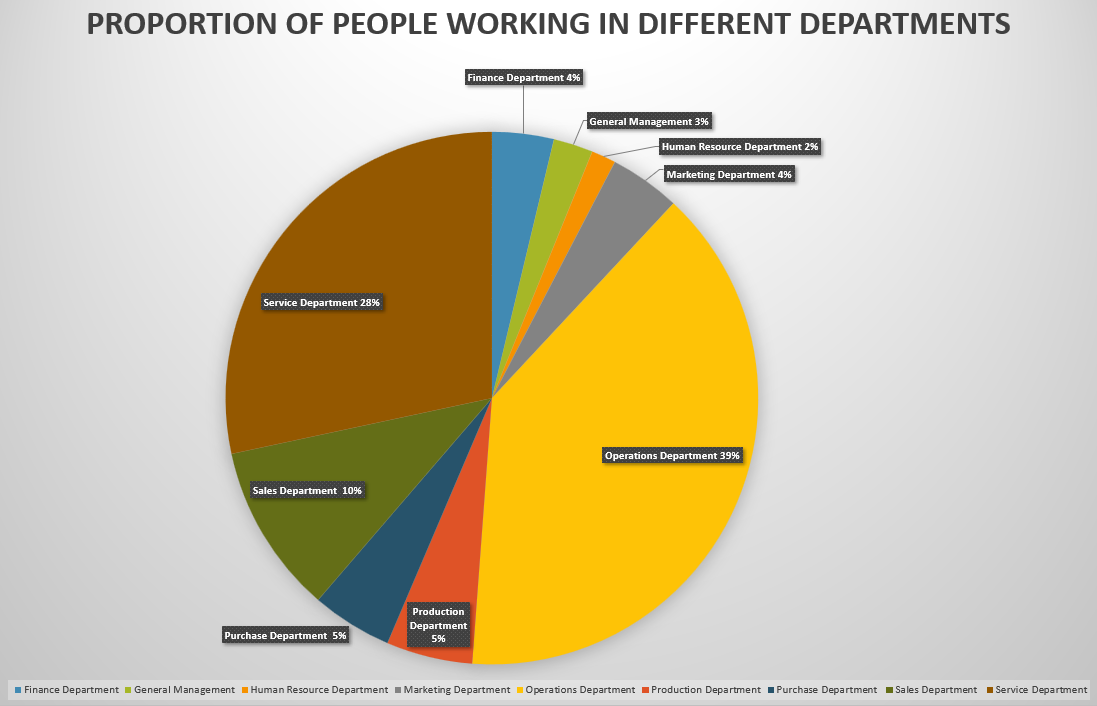 PROPORTION OF PEOPLE WORKING IN DIFFERENT DEPARTMENTS
Finance Department 4%
General Management 3%
Human Resource Department 2%
Marketing Department 4%
Service Department 28%
Operations Department 39%
Sales Department 10%
Production
Department
5%
Purchase Department 5%
Finance Department General Management Human Resource Department Marketing Department Operations Department Production Department Purchase Department Sales Department Service Department